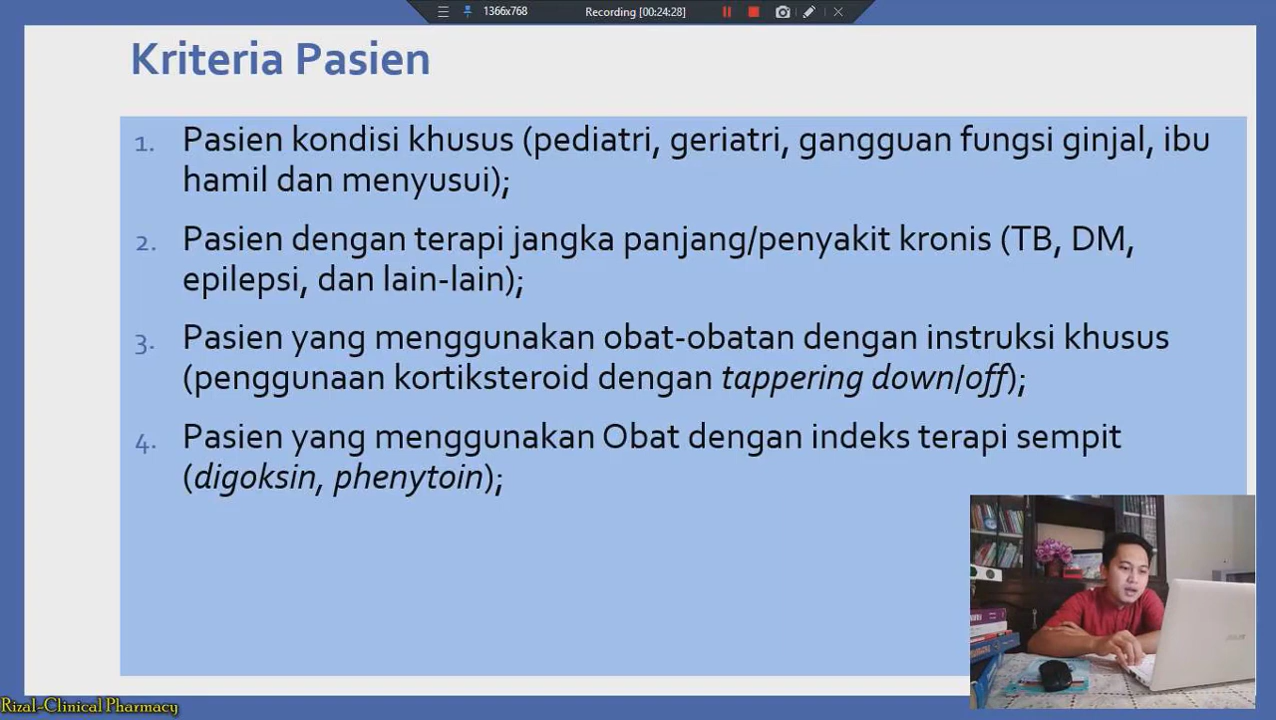 1366x768 Recording [00:24:28]
Kriteria Pasien
1. Pasien kondisi khusus (pediatri, geriatri, gangguan fungsi ginjal, ibu
hamil dan menyusui);
2. Pasien dengan terapi jangka panjang/penyakit kronis (TB, DM,
epilepsi, dan lain-lain);
3. Pasien yang menggunakan obat-obatan dengan instruksi khusus
(penggunaan kortiksteroid dengan tappering down/off);
4. Pasien yang menggunakan Obat dengan indeks terapi sempit
(digoksin, phenytoin);
Rizal-Clinical Pharmacy